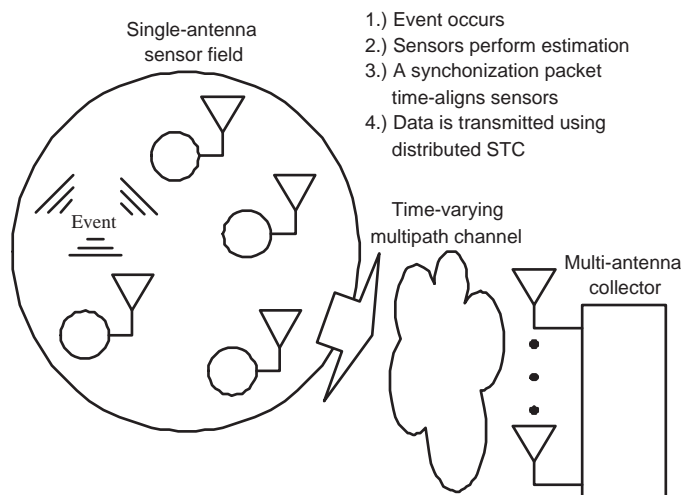 Single-antenna
sensor field
1.) Event occurs
2.) Sensors perform estimation
3.) A synchonization packet
time-aligns sensors
4.) Data is transmitted using
distributed STC
Event
Time-varying
multipath channel
Multi-antenna
collector